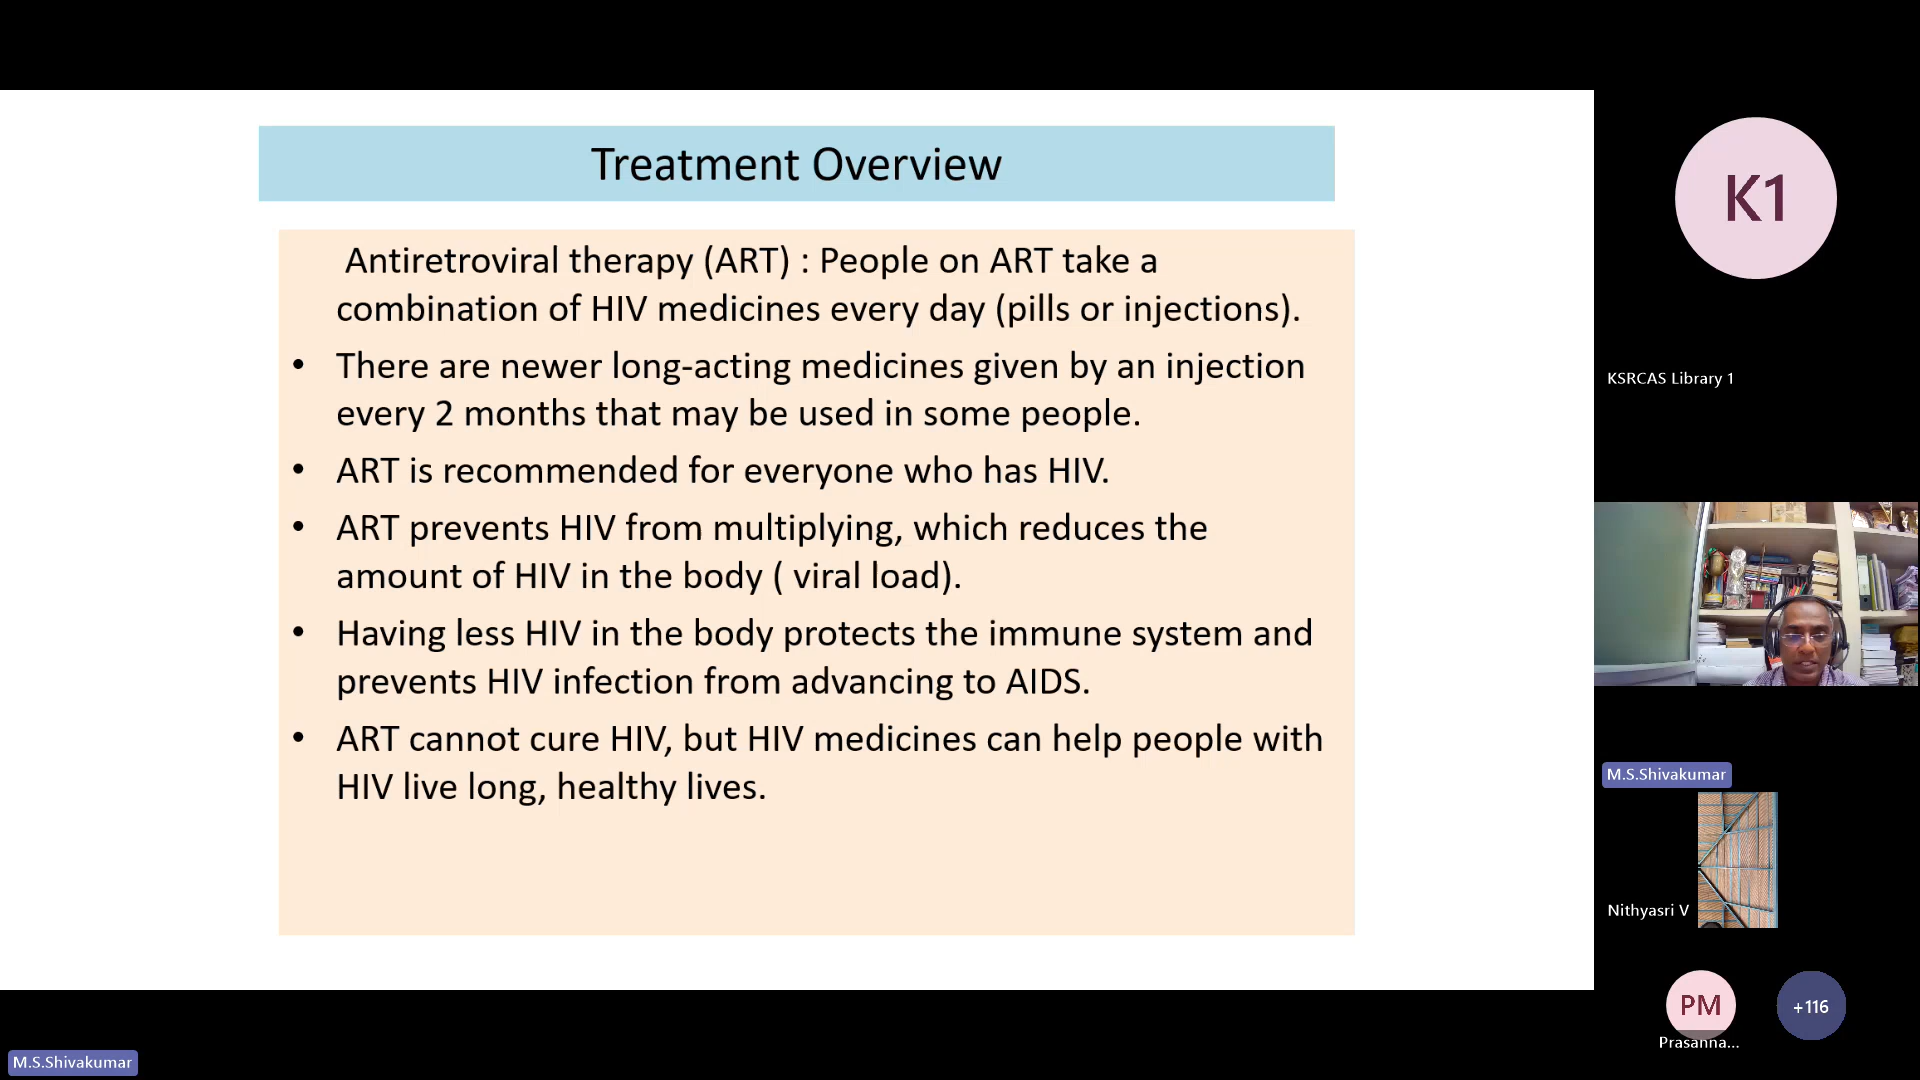 Treatment Overview
Antiretroviral therapy (ART) : People on ART take a
combination of HIV medicines every day (pills or injections).
• There are newer long-acting medicines given by an injection
every 2 months that may be used in some people.
• ART is recommended for everyone who has HIV.
• ART prevents HIV from multiplying, which reduces the
amount of HIV in the body ( viral load).
• Having less HIV in the body protects the immune system and
prevents HIV infection from advancing to AIDS.
• ART cannot cure HIV, but HIV medicines can help people with
HIV live long, healthy lives.
K1
KSRCAS Library 1
M.S.Shivakumar
Nithyasri V
PM
+116
Prasanna...
M.S.Shivakumar